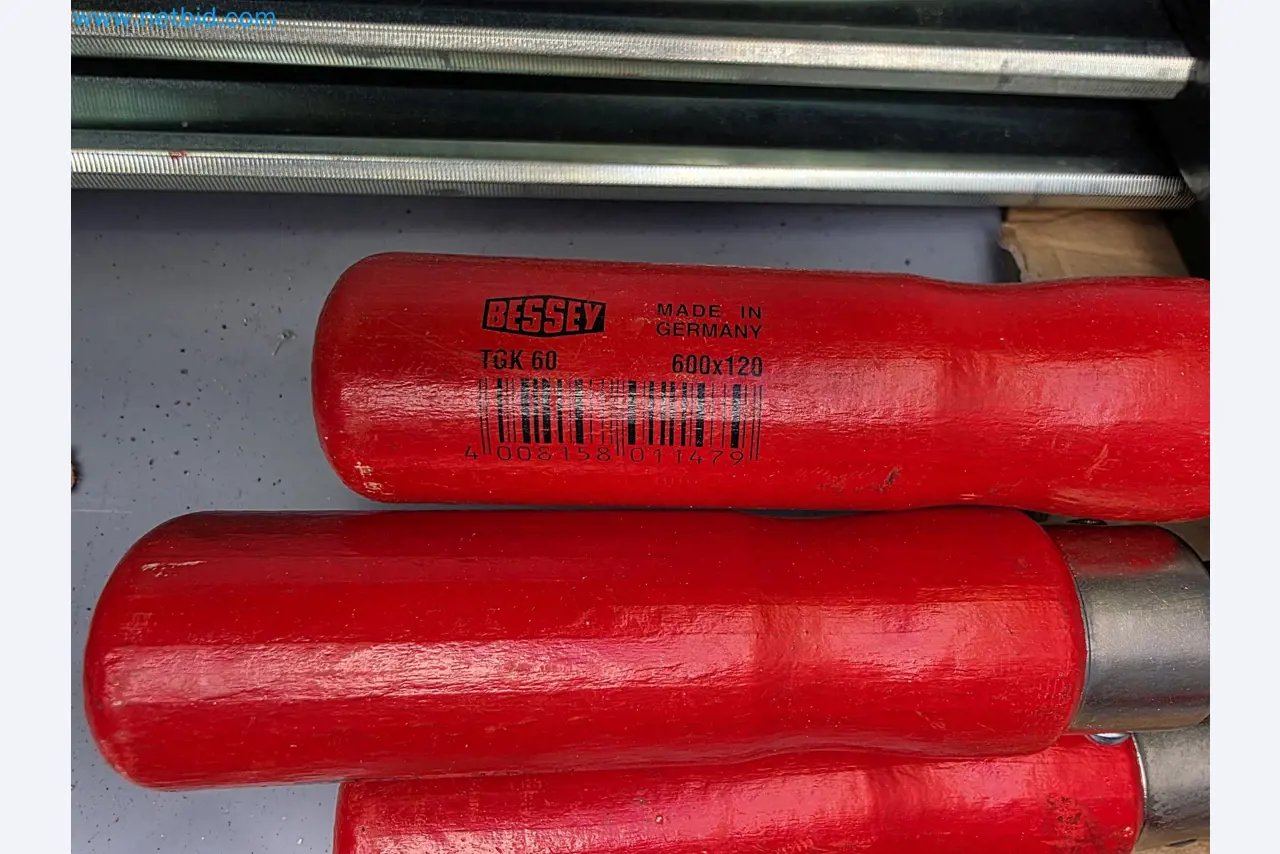 www.netbid.com
BESSEY
MADE IN
GERMANY
TGK 60
600x120
4 008158 011479